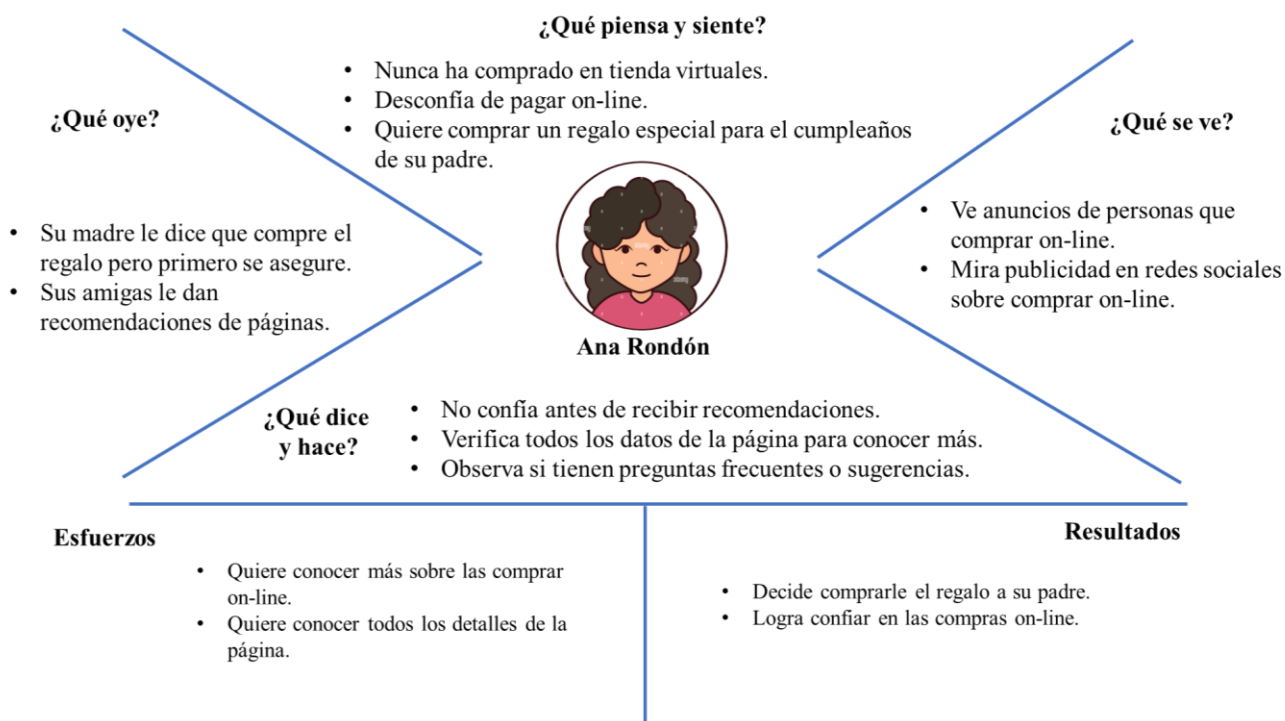 ¿Qué piensa y siente?
• Nunca ha comprado en tienda virtuales.
• Desconfía de pagar on-line.
• Quiere comprar un regalo especial para el cumpleaños
de su padre.
¿Qué oye?
• Su madre le dice que compre el
regalo pero primero se asegure.
• Sus amigas le dan
recomendaciones de páginas.
¿Qué se ve?
• Ve anuncios de personas que
comprar on-line.
• Mira publicidad en redes sociales
sobre comprar on-line.
Ana Rondón
¿Qué dice
y hace?
• No confía antes de recibir recomendaciones.
• Verifica todos los datos de la página para conocer más.
• Observa si tienen preguntas frecuentes o sugerencias.
Esfuerzos
• Quiere conocer más sobre las comprar
on-line.
• Quiere conocer todos los detalles de la
página.
Resultados
• Decide comprarle el regalo a su padre.
• Logra confiar en las compras on-line.